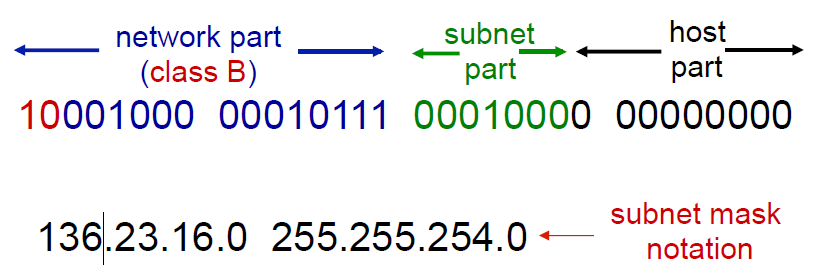 network part
(class B)
subnet
part
host
part
10001000 00010111 00010000 00000000
136.23.16.0 255.255.254.0
subnet mask
notation